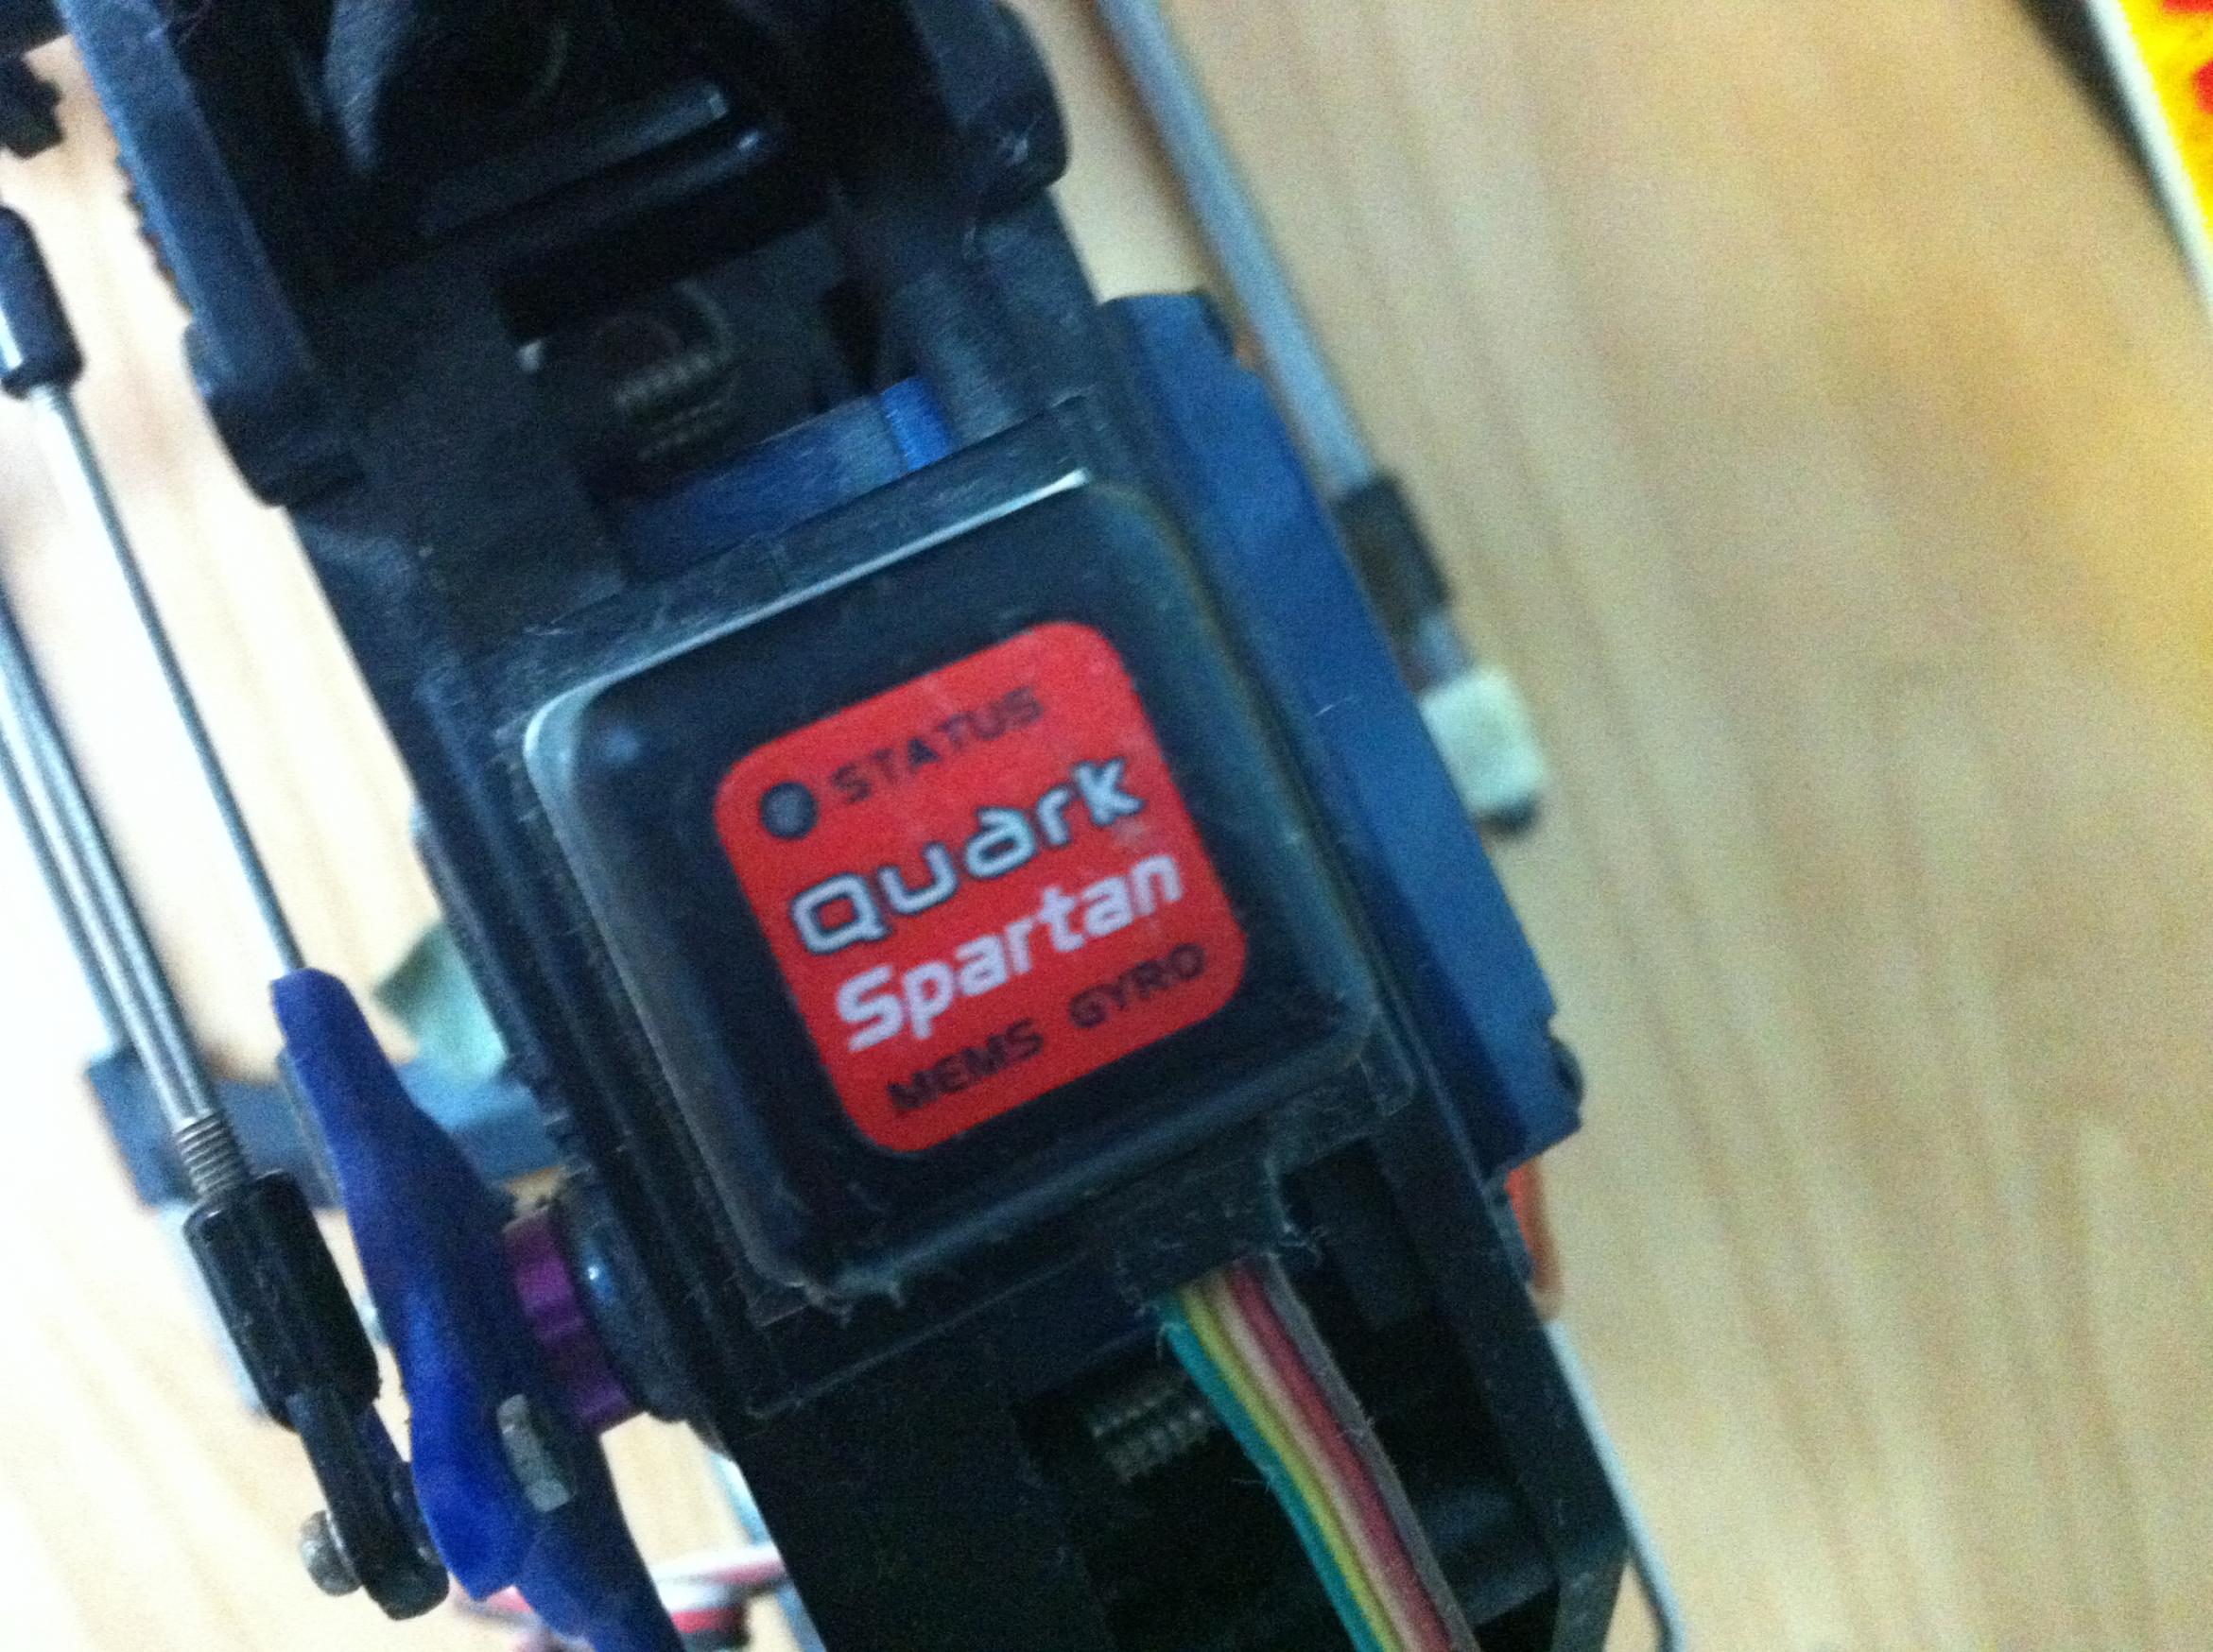 STATUS
Quark
Spartan
MEMS GYRO